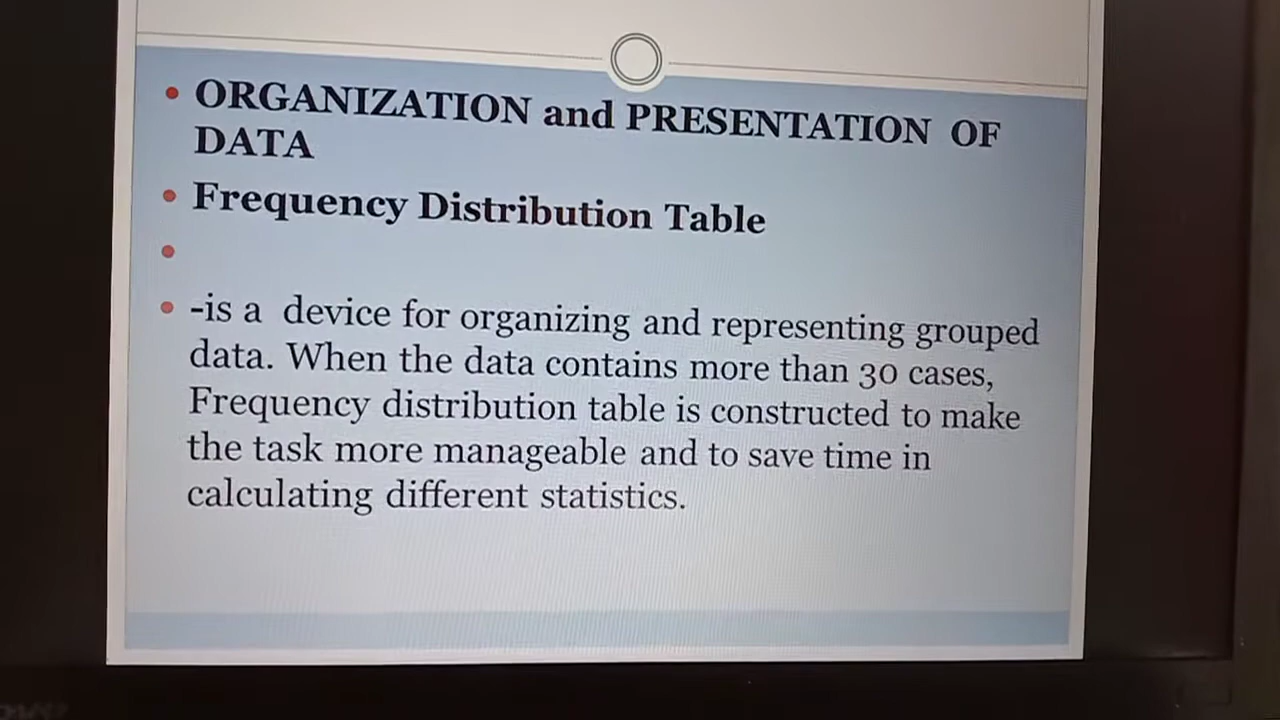 ORGANIZATION and PRESENTATION OF
DATA
Frequency Distribution Table
-is a device for organizing and representing grouped
data. When the data contains more than 30 cases,
Frequency distribution table is constructed to make
the task more manageable and to save time in
calculating different statistics.